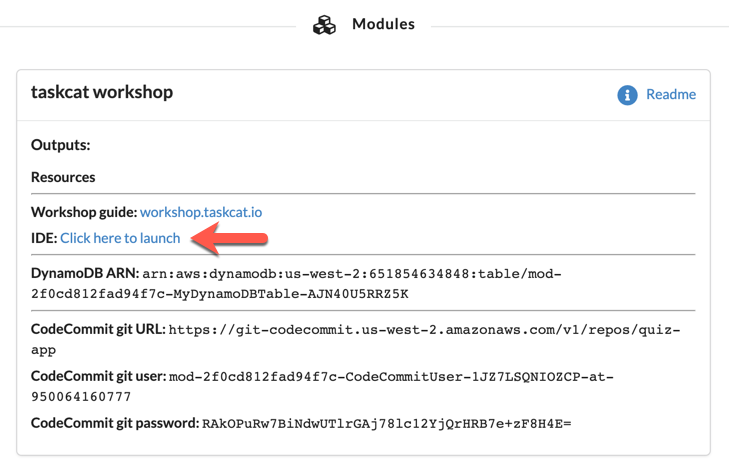 Modules
taskcat workshop
Readme
Outputs:
Resources
Workshop guide: workshop.taskcat.io
IDE: Click here to launch
DynamoDB ARN: arn:aws:dynamodb:us-west-2:651854634848:table/mod-
2f0cd812fad94f7c-MyDynamoDBTable-AJN40U5RRZ5K
CodeCommit git URL: https://git-codecommit.us-west-2.amazonaws.com/v1/repos/quiz-
app
CodeCommit git user: mod-2f0cd812fad94f7c-CodeCommitUser-1JZ7LSQNIOZCP-at-
950064160777
CodeCommit git password: RAkOPuRw7BiNdwUTlrGAj78lc12YjQrHRB7e+zF8H4E=